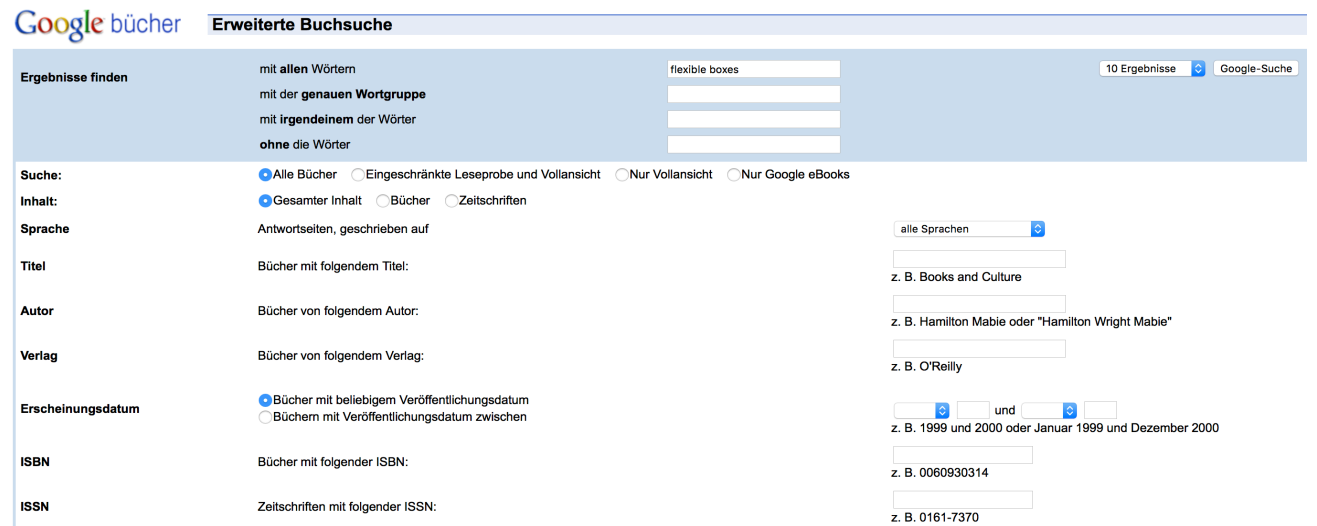 Google bücher Erweiterte Buchsuche
Ergebnisse finden
mit allen Wörtern flexible boxes 10 Ergebnisse Google-Suche
mit der genauen Wortgruppe
mit irgendeinem der Wörter
ohne die Wörter
Suche: Alle Bücher Eingeschränkte Leseprobe und Vollansicht Nur Vollansicht Nur Google eBooks
Inhalt: Gesamter Inhalt Bücher Zeitschriften
Sprache Antwortseiten, geschrieben auf alle Sprachen
Titel Bücher mit folgendem Titel:
z. B. Books and Culture
Autor Bücher von folgendem Autor:
z. B. Hamilton Mabie oder "Hamilton Wright Mabie"
Verlag Bücher von folgendem Verlag:
z. B. O'Reilly
Erscheinungsdatum
Bücher mit beliebigem Veröffentlichungsdatum
Büchern mit Veröffentlichungsdatum zwischen und
z. B. 1999 und 2000 oder Januar 1999 und Dezember 2000
ISBN Bücher mit folgender ISBN:
z. B. 0060930314
ISSN Zeitschriften mit folgender ISSN:
z. B. 0161-7370